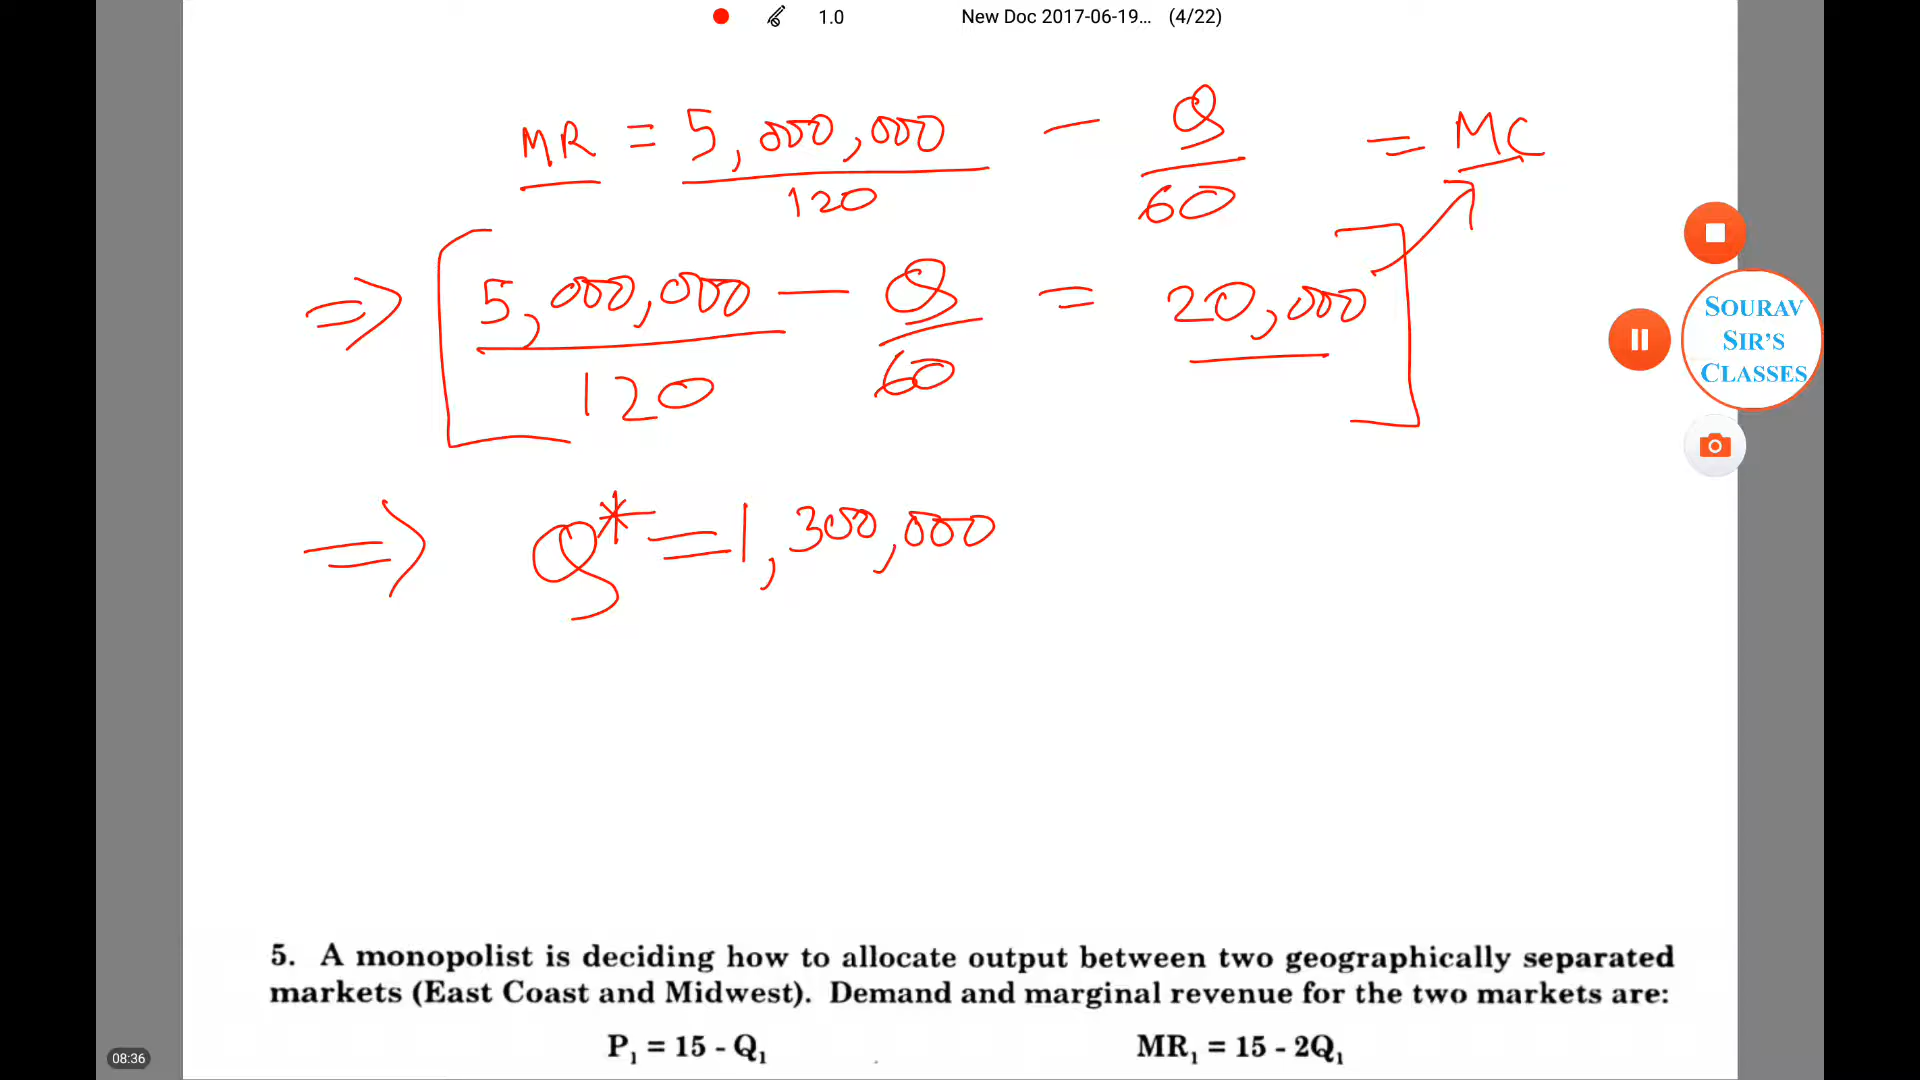 1.0 New Doc 2017-06-19... (4/22)
MR = 5,000,000/120 - Q/60 = MC
⇒ [5,000,000/120 - Q/60 = 20,000]
⇒ Q* = 1,300,000
SOURAV
SIR'S
CLASSES
5. A monopolist is deciding how to allocate output between two geographically separated
markets (East Coast and Midwest). Demand and marginal revenue for the two markets are:
P₁ = 15 - Q₁ MR₁ = 15 - 2Q₁
08:36